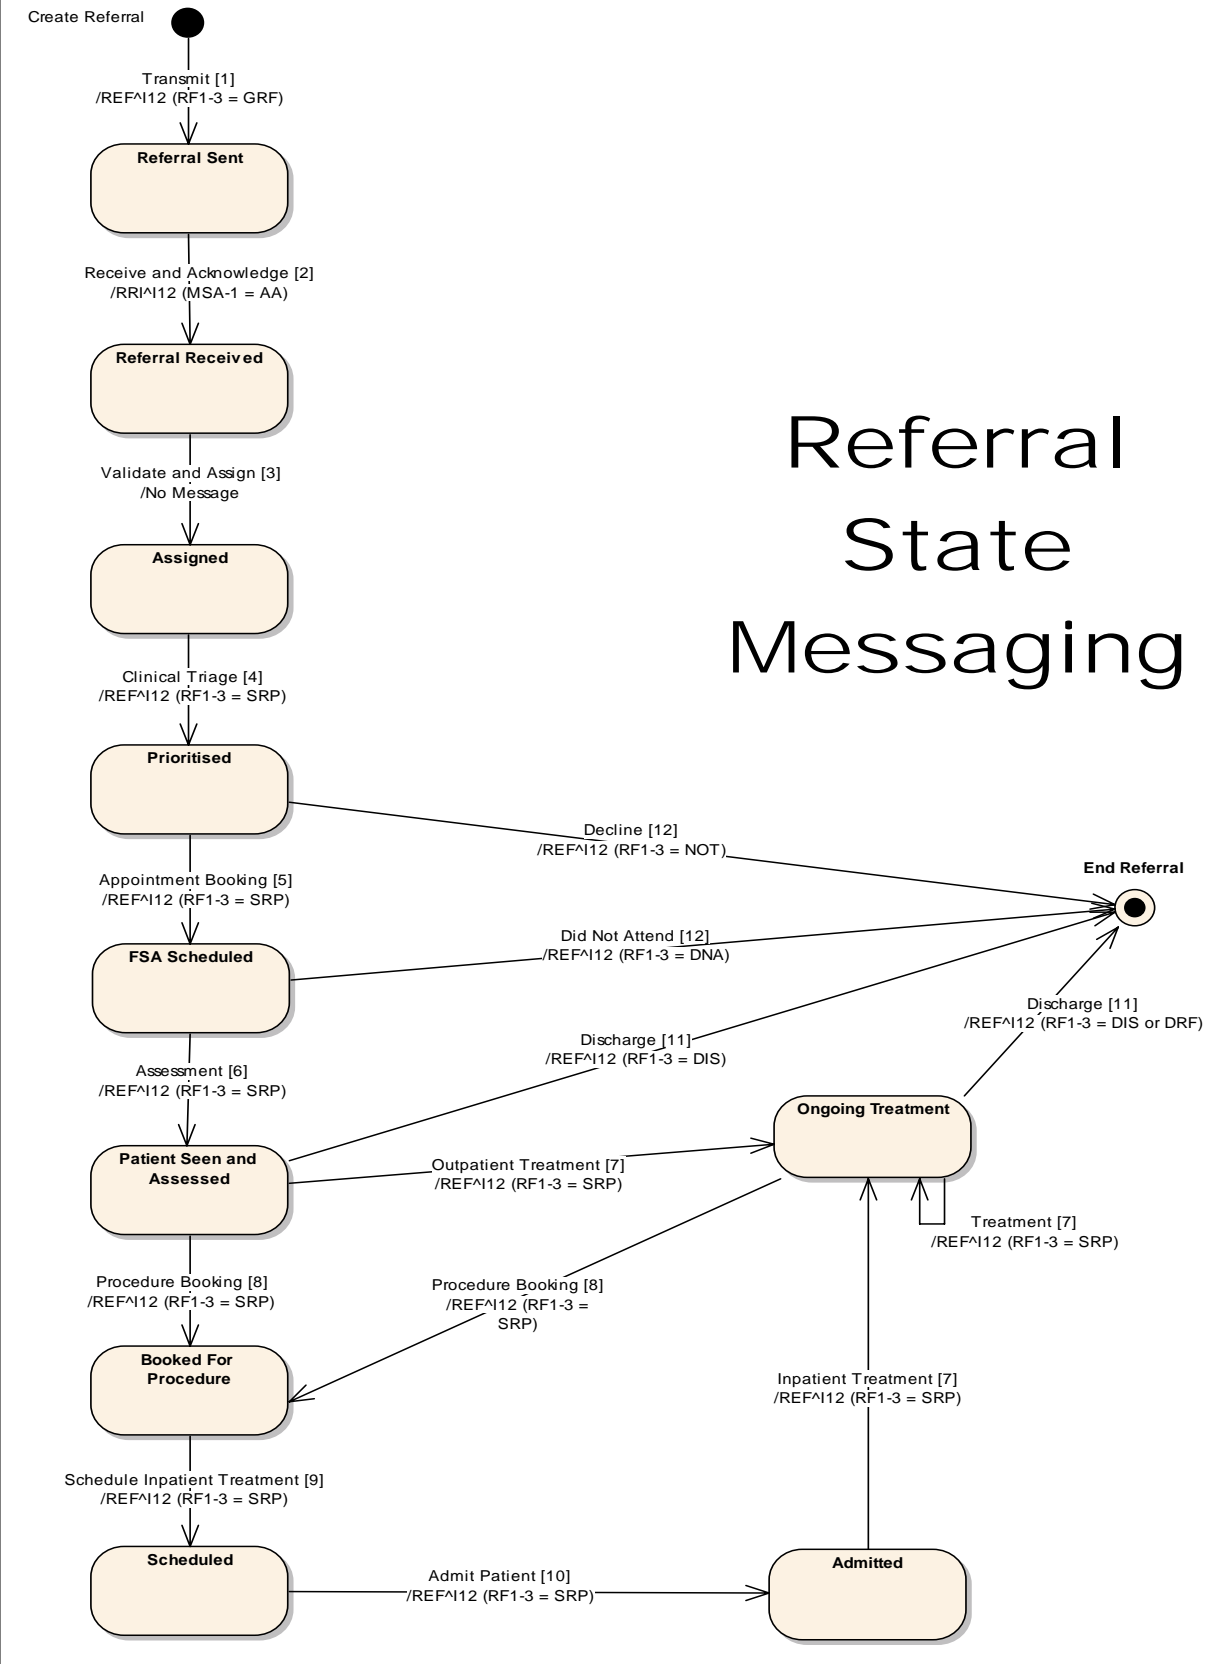 Create Referral
Transmit [1]
/REF^I12 (RF1-3 = GRF)
Referral Sent
Receive and Acknowledge [2]
/RRI^I12 (MSA-1 = AA)
Referral Received
Validate and Assign [3]
/No Message
Referral
State
Messaging
Assigned
Clinical Triage [4]
/REF^I12 (RF1-3 = SRP)
Prioritised
Decline [12]
/REF^I12 (RF1-3 = NOT)
End Referral
Appointment Booking [5]
/REF^I12 (RF1-3 = SRP)
Did Not Attend [12]
/REF^I12 (RF1-3 = DNA)
FSA Scheduled
Discharge [11]
/REF^I12 (RF1-3 = DIS or DRF)
Discharge [11]
/REF^I12 (RF1-3 = DIS)
Assessment [6]
/REF^I12 (RF1-3 = SRP)
Ongoing Treatment
Patient Seen and
Assessed
Outpatient Treatment [7]
/REF^I12 (RF1-3 = SRP)
Treatment [7]
/REF^I12 (RF1-3 = SRP)
Procedure Booking [8]
/REF^I12 (RF1-3 = SRP)
Procedure Booking [8]
/REF^I12 (RF1-3 =
SRP)
Booked For
Procedure
Inpatient Treatment [7]
/REF^I12 (RF1-3 = SRP)
Schedule Inpatient Treatment [9]
/REF^I12 (RF1-3 = SRP)
Scheduled
Admit Patient [10]
/REF^I12 (RF1-3 = SRP)
Admitted